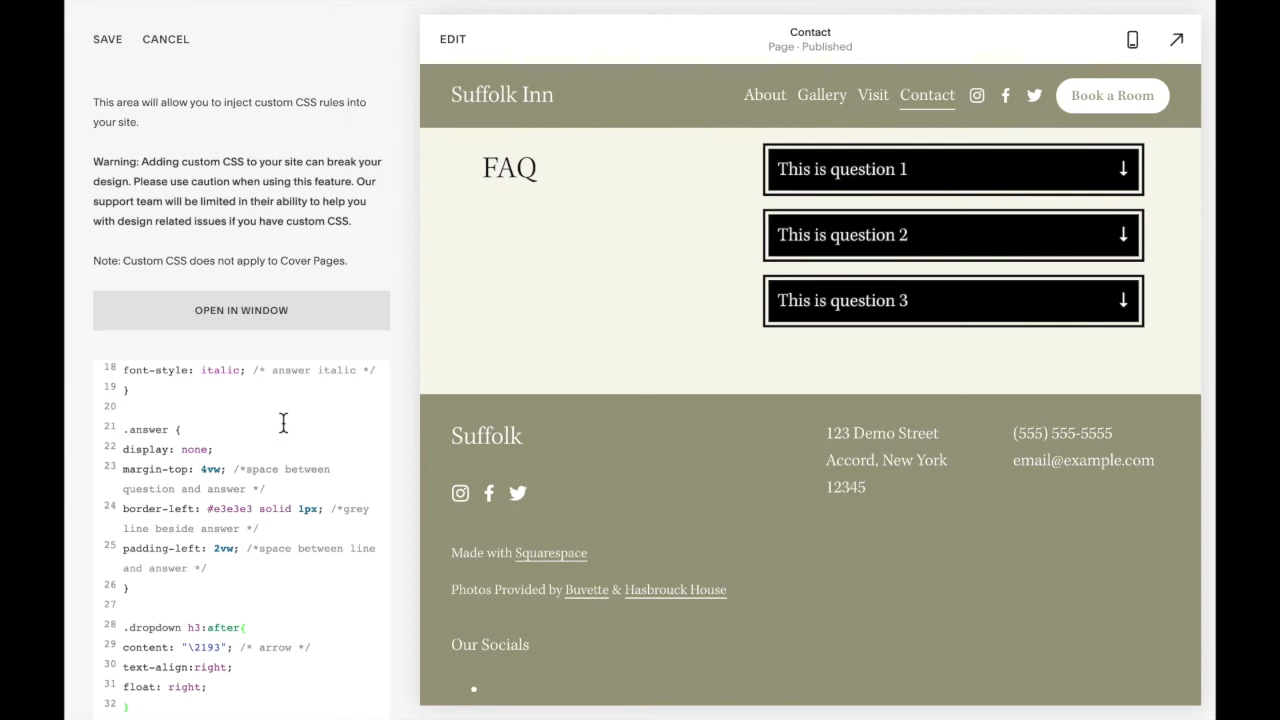 SAVE CANCEL
This area will allow you to inject custom CSS rules into
your site.
Warning: Adding custom CSS to your site can break your
design. Please use caution when using this feature. Our
support team will be limited in their ability to help you
with design related issues if you have custom CSS.
Note: Custom CSS does not apply to Cover Pages.
OPEN IN WINDOW
18 font-style: italic; /* answer italic */
19 }
20
21 .answer {
22 display: none;
23 margin-top: 4vw; /*space between
question and answer */
24 border-left: #e3e3e3 solid 1px; /*grey
line beside answer */
25 padding-left: 2vw; /*space between line
and answer */
26 }
27
28 .dropdown h3:after{
29 content: "\2193"; /* arrow */
30 text-align:right;
31 float: right;
32 }
EDIT
Contact
Page · Published
Suffolk Inn
About Gallery Visit Contact
Book a Room
FAQ
This is question 1 ↓
This is question 2 ↓
This is question 3 ↓
Suffolk
123 Demo Street
Accord, New York
12345
(555) 555-5555
email@example.com
Made with Squarespace
Photos Provided by Buvette & Hasbrouck House
Our Socials